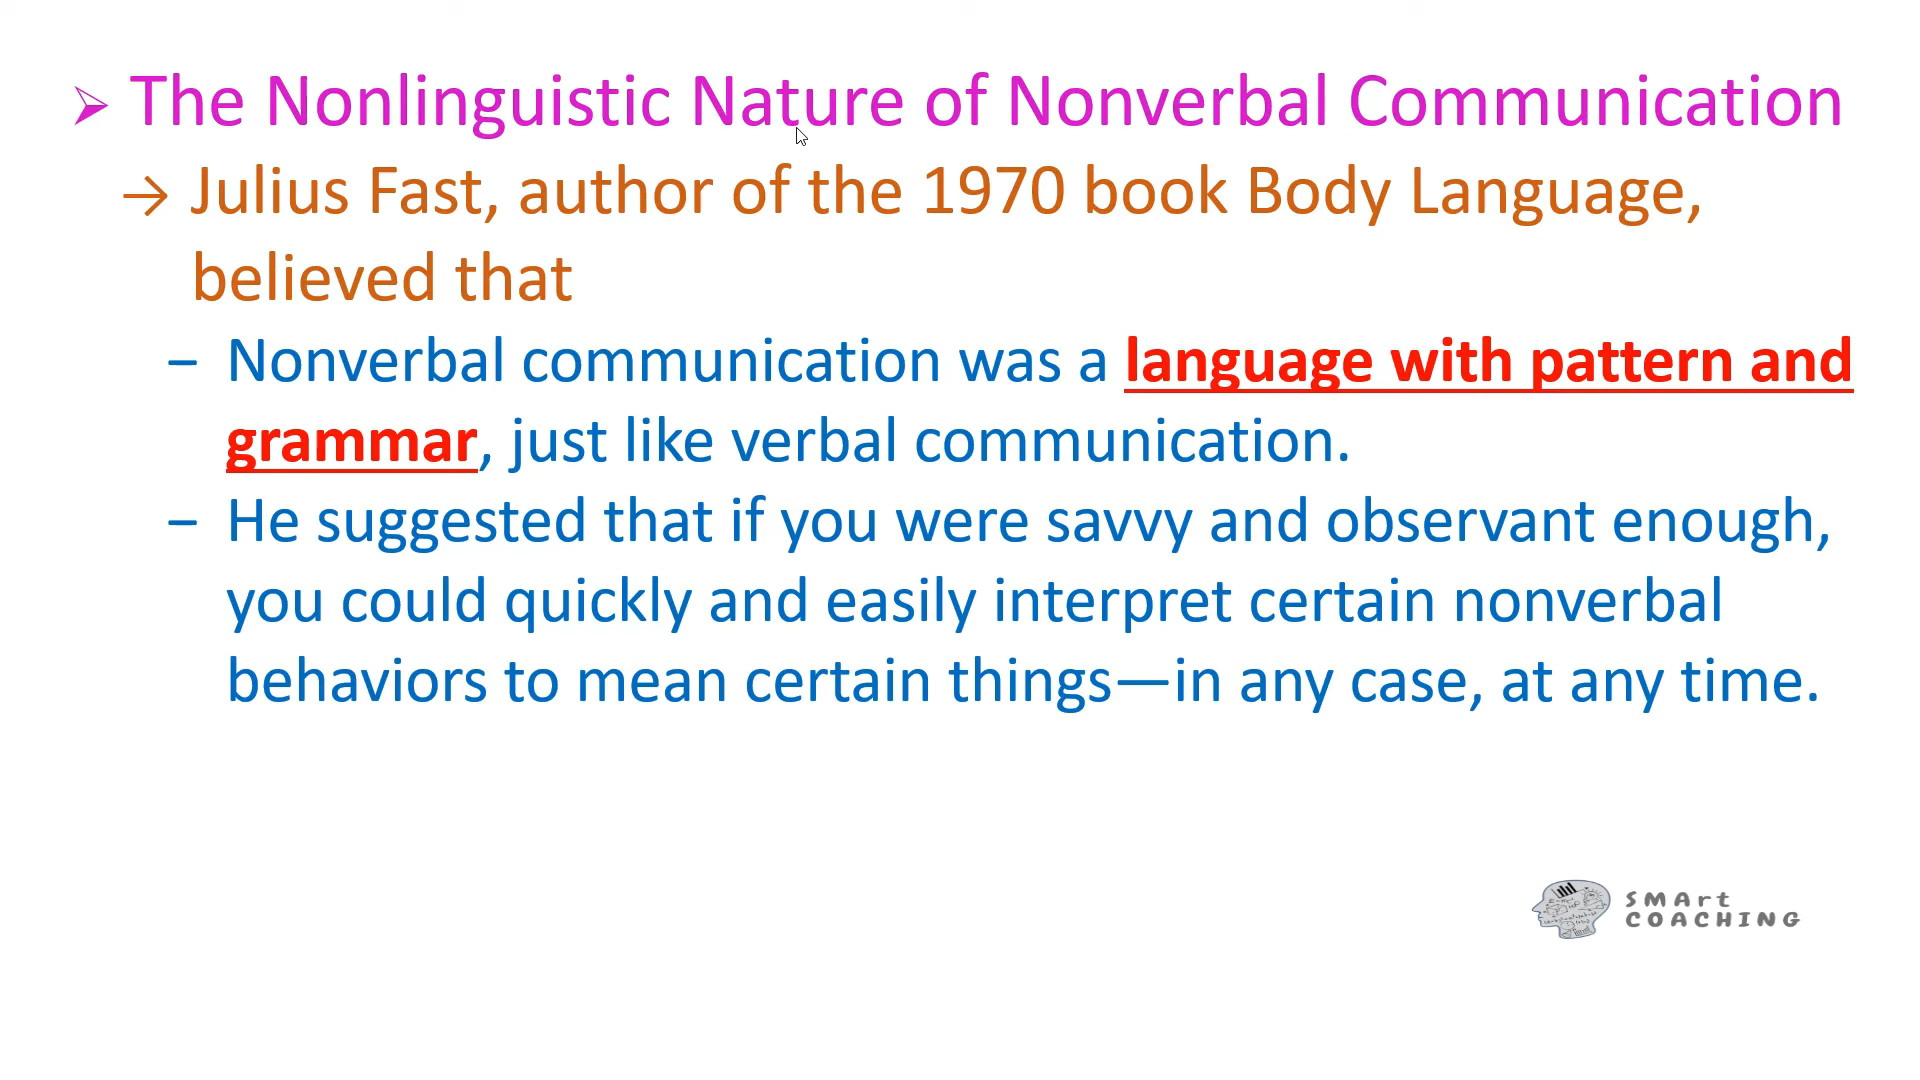 ➢ The Nonlinguistic Nature of Nonverbal Communication
→ Julius Fast, author of the 1970 book Body Language,
believed that
− Nonverbal communication was a language with pattern and
grammar, just like verbal communication.
− He suggested that if you were savvy and observant enough,
you could quickly and easily interpret certain nonverbal
behaviors to mean certain things—in any case, at any time.
SMArt
COACHING